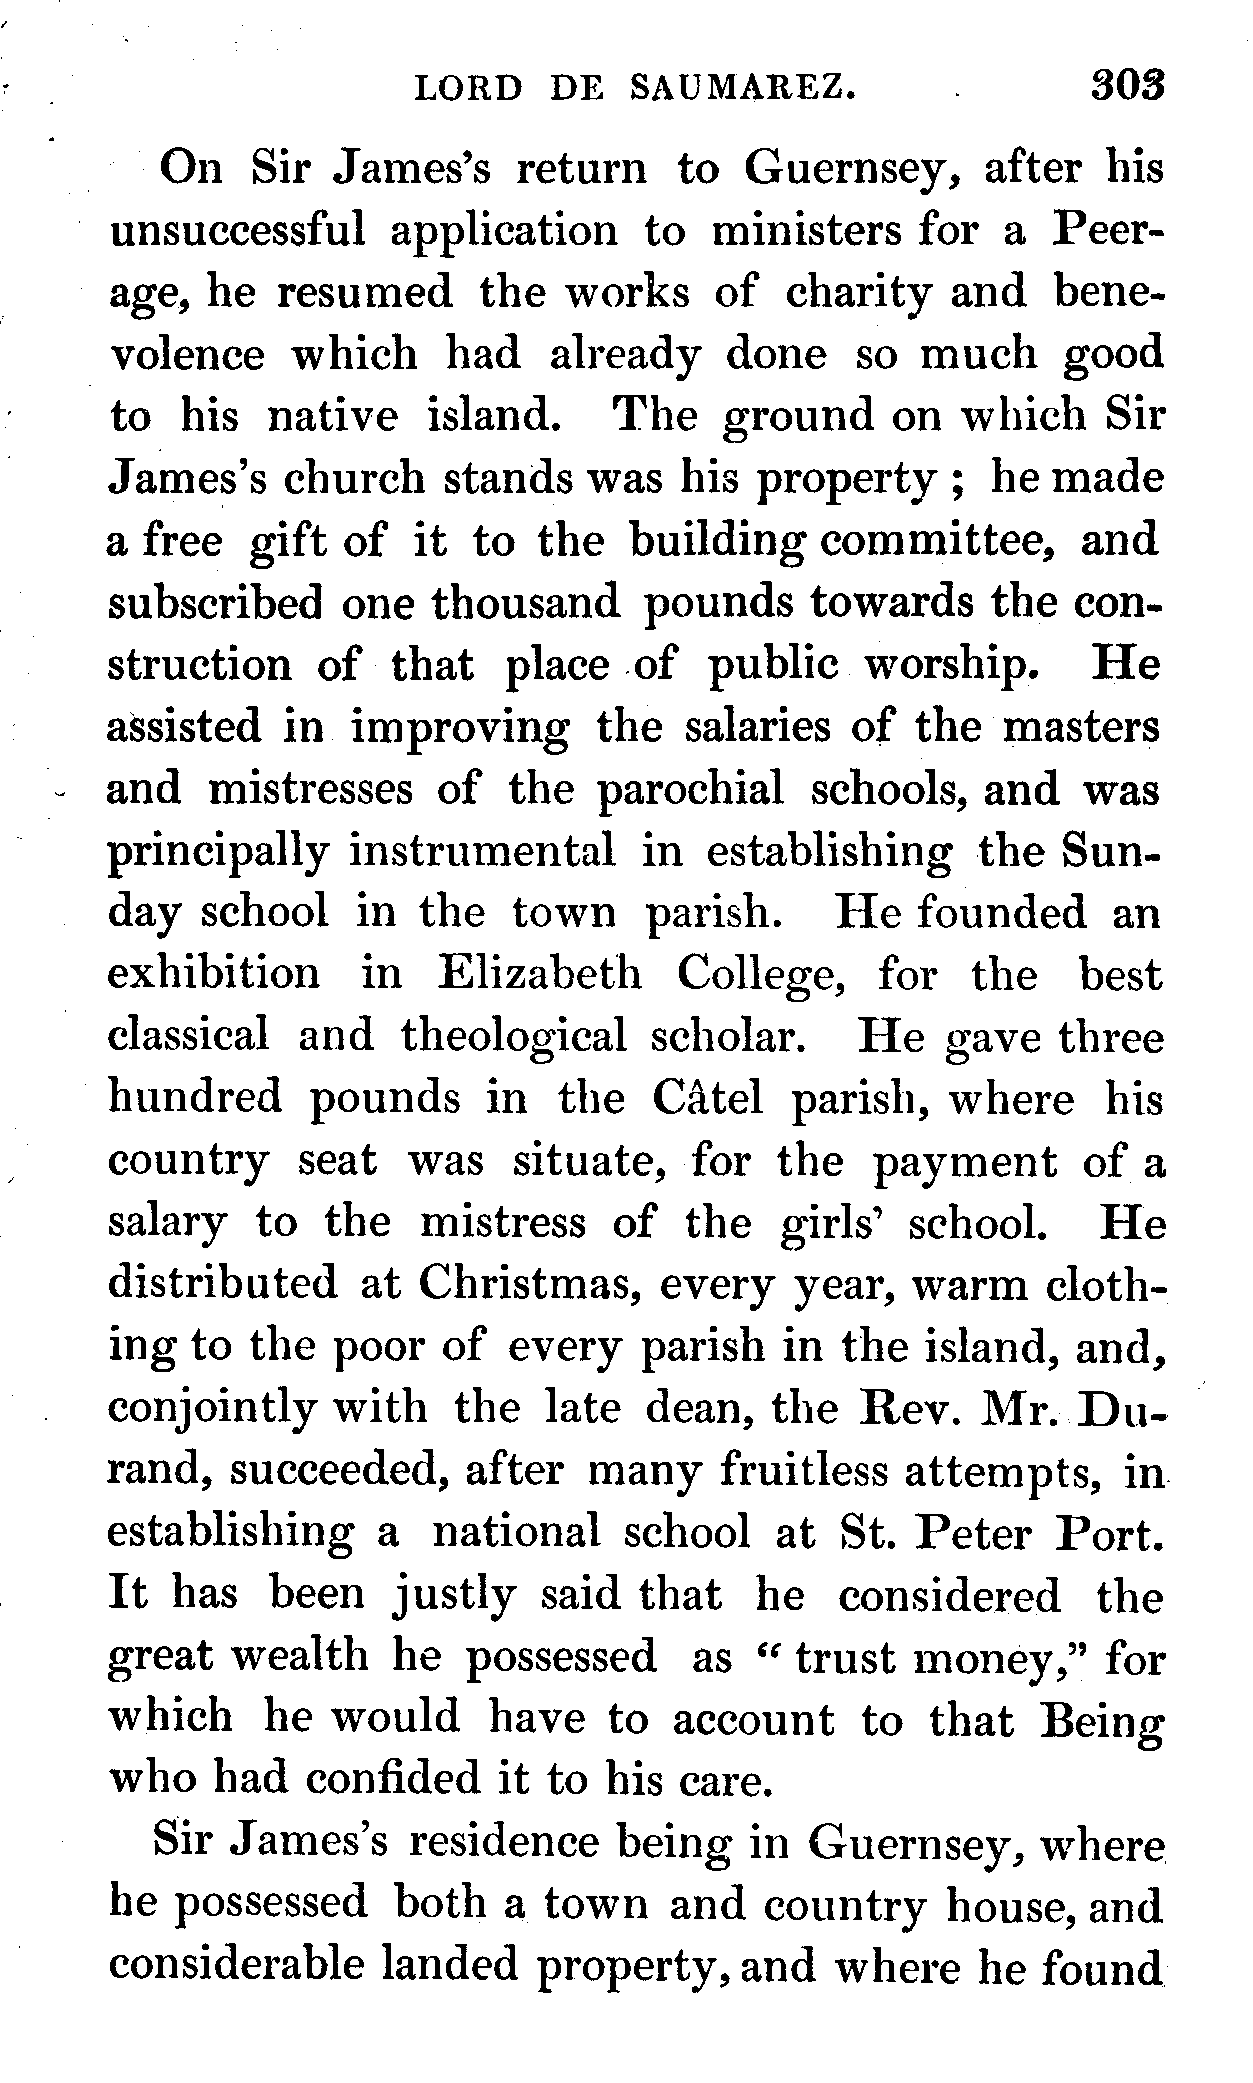 LORD DE SAUMAREZ. 303
On Sir James's return to Guernsey, after his
unsuccessful application to ministers for a Peer-
age, he resumed the works of charity and bene-
volence which had already done so much good
to his native island. The ground on which Sir
James's church stands was his property ; he made
a free gift of it to the building committee, and
subscribed one thousand pounds towards the con-
struction of that place of public worship. He
assisted in improving the salaries of the masters
and mistresses of the parochial schools, and was
principally instrumental in establishing the Sun-
day school in the town parish. He founded an
exhibition in Elizabeth College, for the best
classical and theological scholar. He gave three
hundred pounds in the Câtel parish, where his
country seat was situate, for the payment of a
salary to the mistress of the girls' school. He
distributed at Christmas, every year, warm cloth-
ing to the poor of every parish in the island, and,
conjointly with the late dean, the Rev. Mr. Du-
rand, succeeded, after many fruitless attempts, in
establishing a national school at St. Peter Port.
It has been justly said that he considered the
great wealth he possessed as " trust money," for
which he would have to account to that Being
who had confided it to his care.
Sir James's residence being in Guernsey, where
he possessed both a town and country house, and
considerable landed property, and where he found